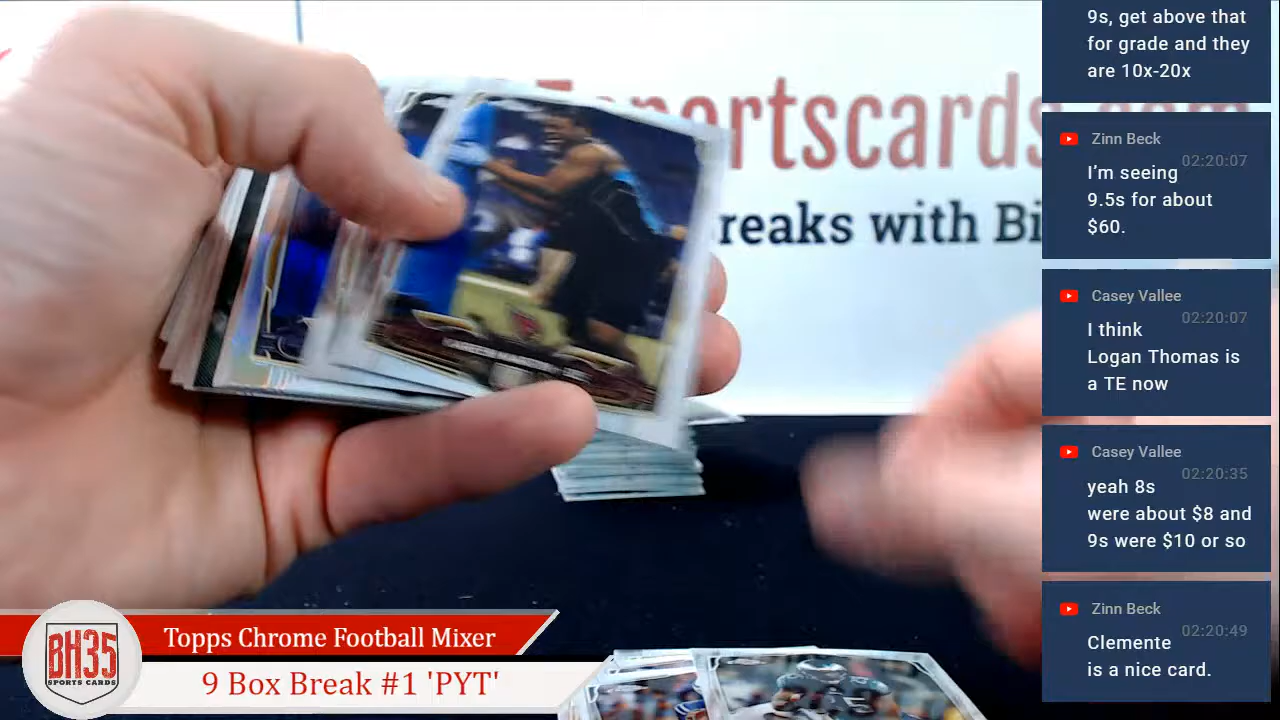 9s, get above that
for grade and they
are 10x-20x
Zinn Beck
02:20:07
I'm seeing
9.5s for about
$60.
Casey Vallee
02:20:07
I think
Logan Thomas is
a TE now
Casey Vallee
02:20:35
yeah 8s
were about $8 and
9s were $10 or so
Zinn Beck
02:20:49
Clemente
is a nice card.
sportscards.com
reaks with Bi
BH35
SPORTS CARDS
Topps Chrome Football Mixer
9 Box Break #1 'PYT'